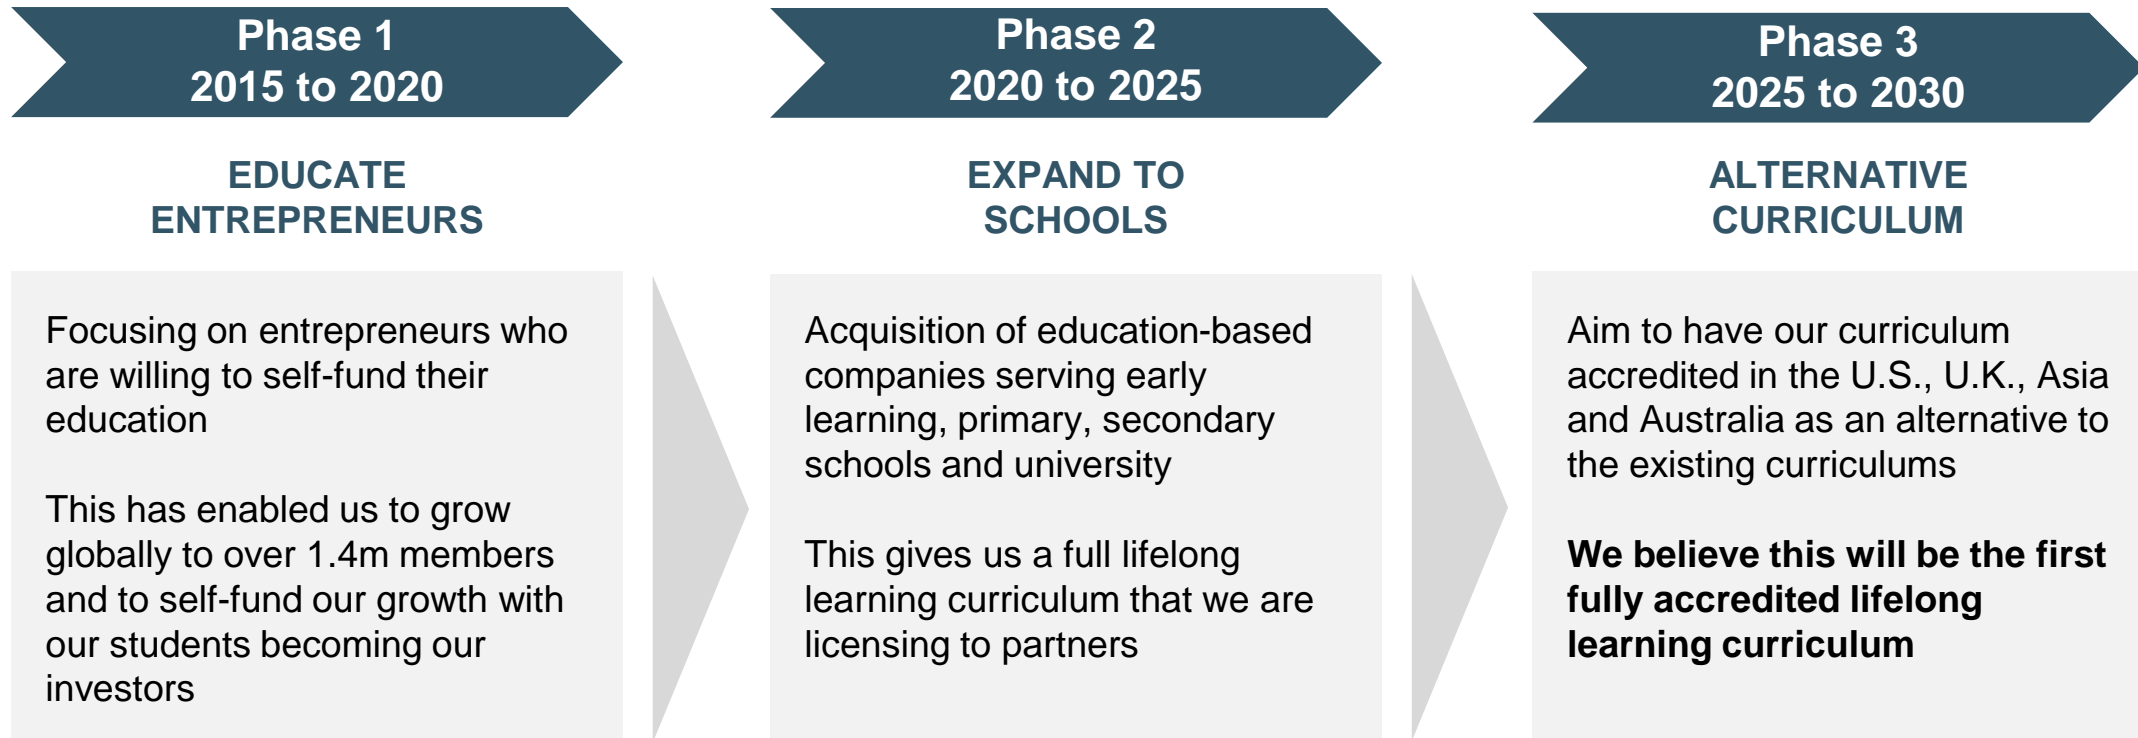 Phase 1
2015 to 2020
EDUCATE
ENTREPRENEURS
Focusing on entrepreneurs who
are willing to self-fund their
education
This has enabled us to grow
globally to over 1.4m members
and to self-fund our growth with
our students becoming our
investors
Phase 2
2020 to 2025
EXPAND TO
SCHOOLS
Acquisition of education-based
companies serving early
learning, primary, secondary
schools and university
This gives us a full lifelong
learning curriculum that we are
licensing to partners
Phase 3
2025 to 2030
ALTERNATIVE
CURRICULUM
Aim to have our curriculum
accredited in the U.S., U.K., Asia
and Australia as an alternative to
the existing curriculums
We believe this will be the first
fully accredited lifelong
learning curriculum